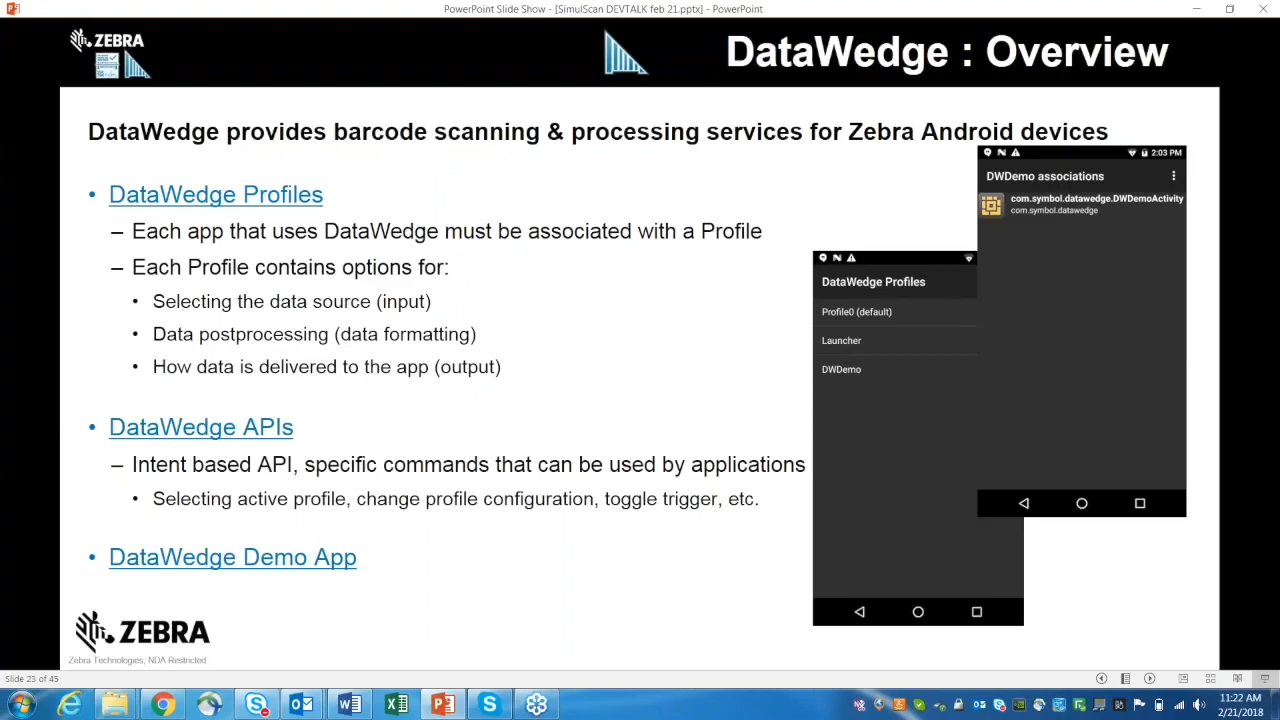 PowerPoint Slide Show - [SimulScan DEVTALK feb 21.pptx] - PowerPoint
ZEBRA
DataWedge : Overview
DataWedge provides barcode scanning & processing services for Zebra Android devices
• DataWedge Profiles
– Each app that uses DataWedge must be associated with a Profile
– Each Profile contains options for:
• Selecting the data source (input)
• Data postprocessing (data formatting)
• How data is delivered to the app (output)
• DataWedge APIs
– Intent based API, specific commands that can be used by applications
• Selecting active profile, change profile configuration, toggle trigger, etc.
• DataWedge Demo App
2:03 PM
DWDemo associations
com.symbol.datawedge.DWDemoActivity
com.symbol.datawedge
DataWedge Profiles
Profile0 (default)
Launcher
DWDemo
ZEBRA
Zebra Technologies; NDA Restricted
Slide 23 of 45
11:22 AM
2/21/2018